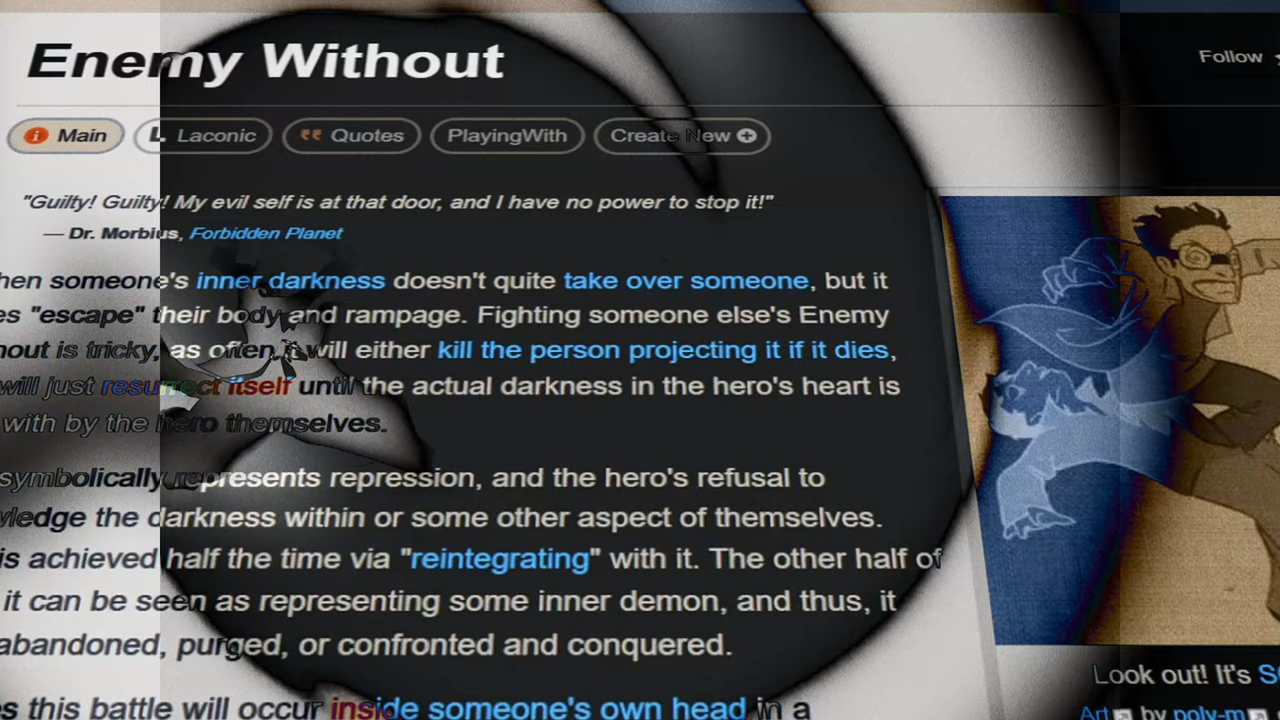 Enemy Without
Follow
Main
Laconic
Quotes
PlayingWith
Create New
"Guilty! Guilty! My evil self is at that door, and I have no power to stop it!"
— Dr. Morbius, Forbidden Planet
hen someone's inner darkness doesn't quite take over someone, but it
es "escape" their body and rampage. Fighting someone else's Enemy
hout is tricky, as often it will either kill the person projecting it if it dies,
will just resurrect itself until the actual darkness in the hero's heart is
with by the hero themselves.
symbolically represents repression, and the hero's refusal to
wledge the darkness within or some other aspect of themselves.
is achieved half the time via "reintegrating" with it. The other half of
it can be seen as representing some inner demon, and thus, it
abandoned, purged, or confronted and conquered.
es this battle will occur inside someone's own head in a
Look out! It's
Art by poly-m